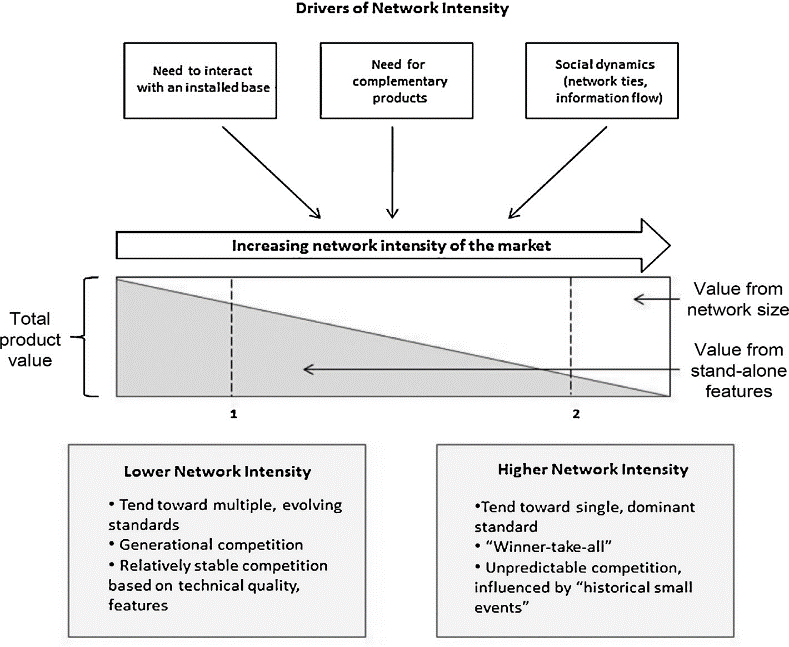 Drivers of Network Intensity
Need to interact
with an installed base
Need for
complementary
products
Social dynamics
(network ties,
information flow)
Increasing network intensity of the market
Total
product
value
Value from
network size
Value from
stand-alone
features
1
2
Lower Network Intensity
• Tend toward multiple, evolving
standards
• Generational competition
• Relatively stable competition
based on technical quality,
features
Higher Network Intensity
•Tend toward single, dominant
standard
• “Winner-take-all”
• Unpredictable competition,
influenced by “historical small
events”